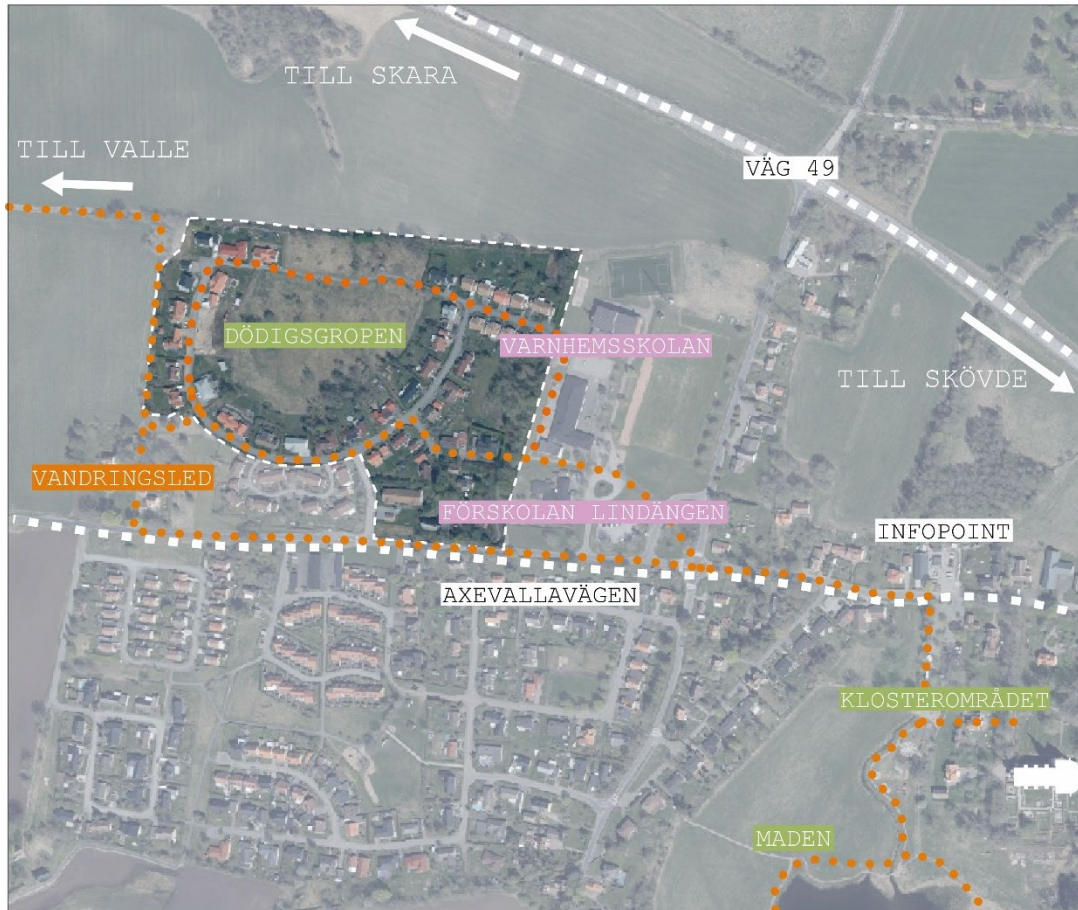 TILL SKARA
TILL VALLE
VÄG 49
DÖDIGSGROPEN
VARNHEMSSKOLAN
TILL SKÖVDE
VANDRINGSLED
FÖRSKOLAN LINDÄNGEN
INFOPOINT
AXEVALLAVÄGEN
KLOSTEROMRÅDET
MADEN